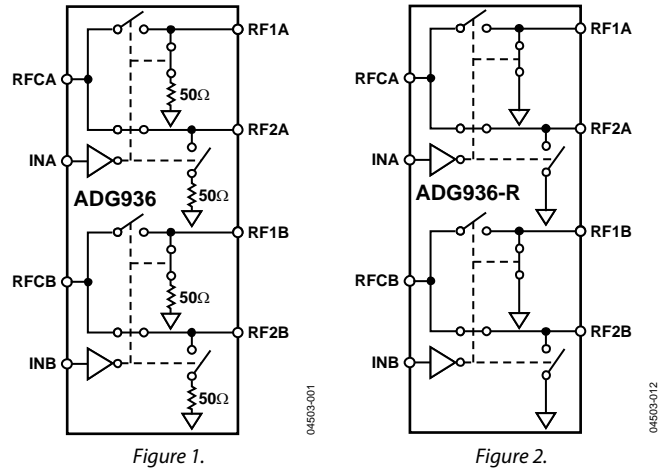 RF1A
RFCA
50Ω
RF2A
INA
50Ω
ADG936
RF1B
RFCB
50Ω
RF2B
INB
50Ω
04503-001
Figure 1.
RF1A
RFCA
RF2A
INA
ADG936-R
RF1B
RFCB
RF2B
INB
04503-012
Figure 2.